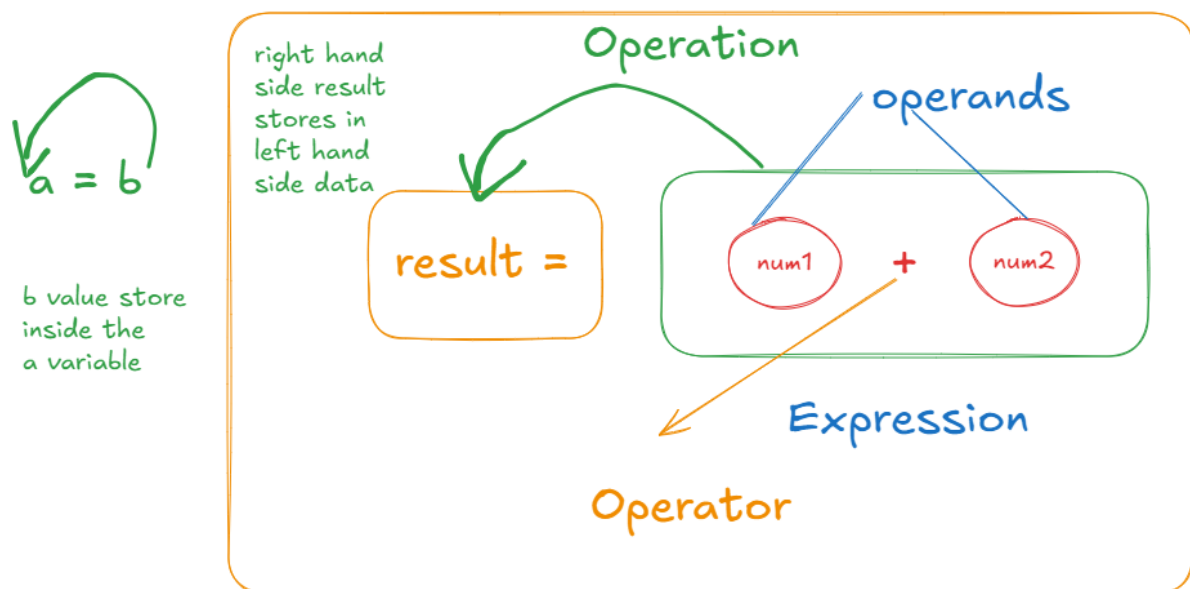 a = b
b value store
inside the
a variable
right hand
side result
stores in
left hand
side data
Operation
operands
result =
num1 + num2
Expression
Operator